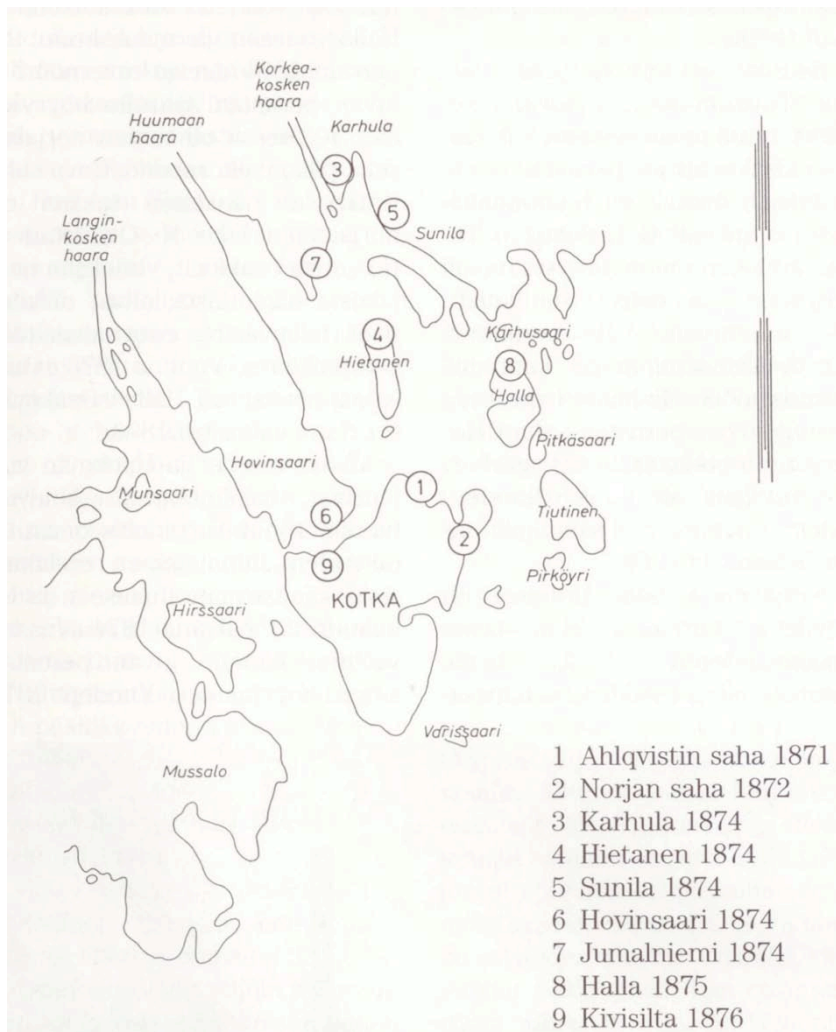 Korkea-
kosken
haara
Huumaan
haara
Karhula
3
5
Langin-
kosken
haara
Sunila
7
4
Karhusaari
Hietanen
8
Halla
Pitkäsaari
Hovinsaari
1
Munsaari
6
Tiutinen
2
9
Pirköyri
KOTKA
Hirssaari
Varissaari
Mussalo
1 Ahlqvistin saha 1871
2 Norjan saha 1872
3 Karhula 1874
4 Hietanen 1874
5 Sunila 1874
6 Hovinsaari 1874
7 Jumalniemi 1874
8 Halla 1875
9 Kivisilta 1876